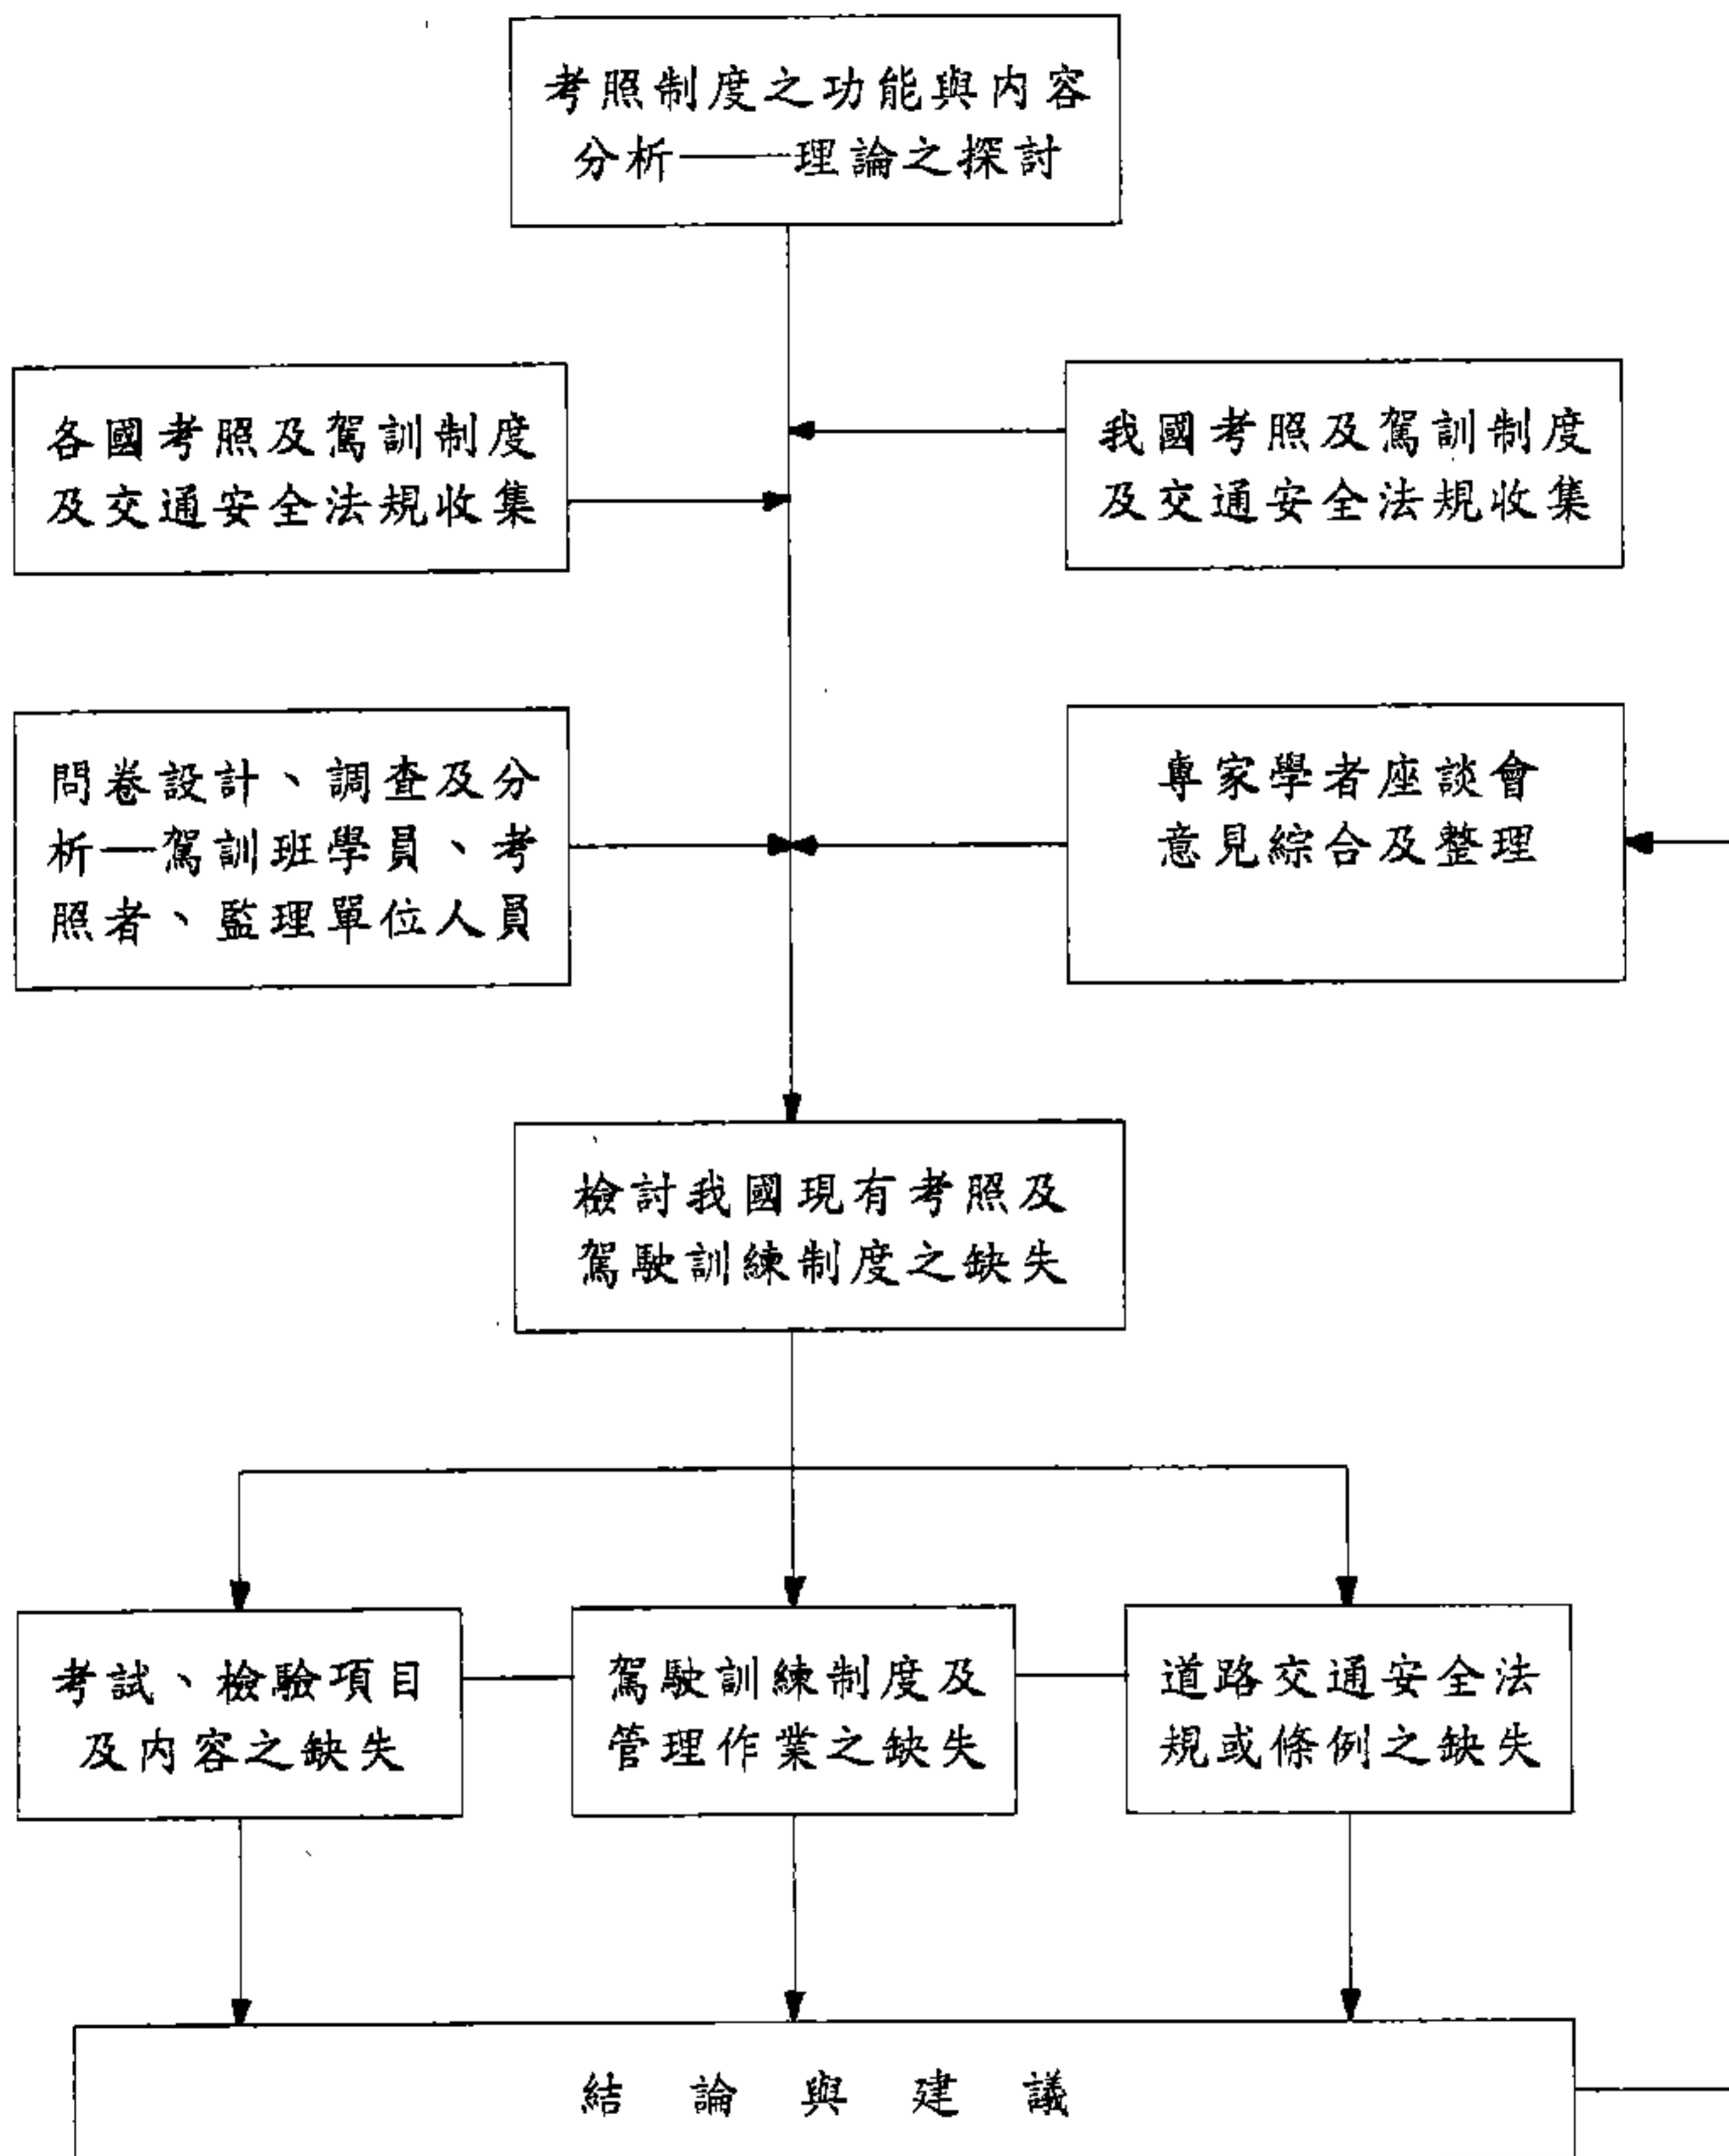 考照制度之功能與內容
分析——理論之探討
各國考照及駕訓制度
及交通安全法規收集
我國考照及駕訓制度
及交通安全法規收集
問卷設計、調查及分
析—駕訓班學員、考
照者、監理單位人員
專家學者座談會
意見綜合及整理
檢討我國現有考照及
駕駛訓練制度之缺失
考試、檢驗項目
及內容之缺失
駕駛訓練制度及
管理作業之缺失
道路交通安全法
規或條例之缺失
結論與建議